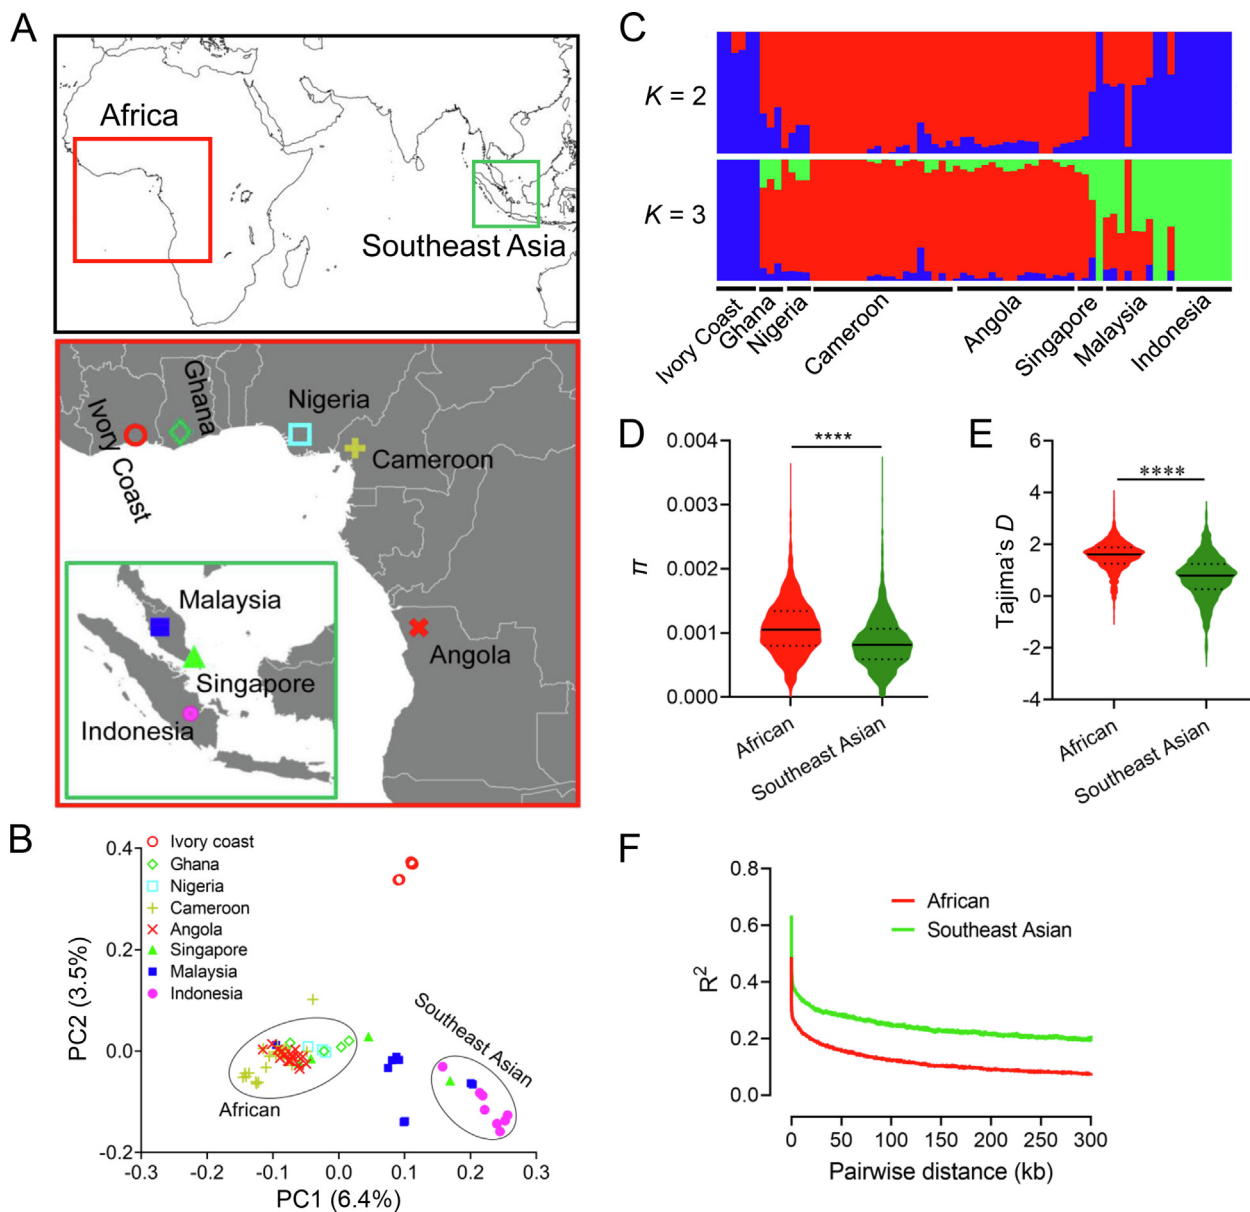 A
Africa
Southeast Asia
Ivory Coast
Ghana
Nigeria
Cameroon
Angola
Malaysia
Singapore
Indonesia
B
Ivory coast
Ghana
Nigeria
Cameroon
Angola
Singapore
Malaysia
Indonesia
0.4
0.2
0.0
-0.2
PC2 (3.5%)
African
Southeast Asian
-0.3
-0.2
-0.1
0.0
0.1
0.2
0.3
PC1 (6.4%)
C
K = 2
K = 3
Ivory Coast
Ghana
Nigeria
Cameroon
Angola
Singapore
Malaysia
Indonesia
D
0.004
0.003
0.002
0.001
0.000
π
****
African
Southeast Asian
E
6
4
2
0
-2
-4
Tajima's D
****
African
Southeast Asian
F
0.8
0.6
0.4
0.2
0.0
R²
African
Southeast Asian
0
50
100
150
200
250
300
Pairwise distance (kb)